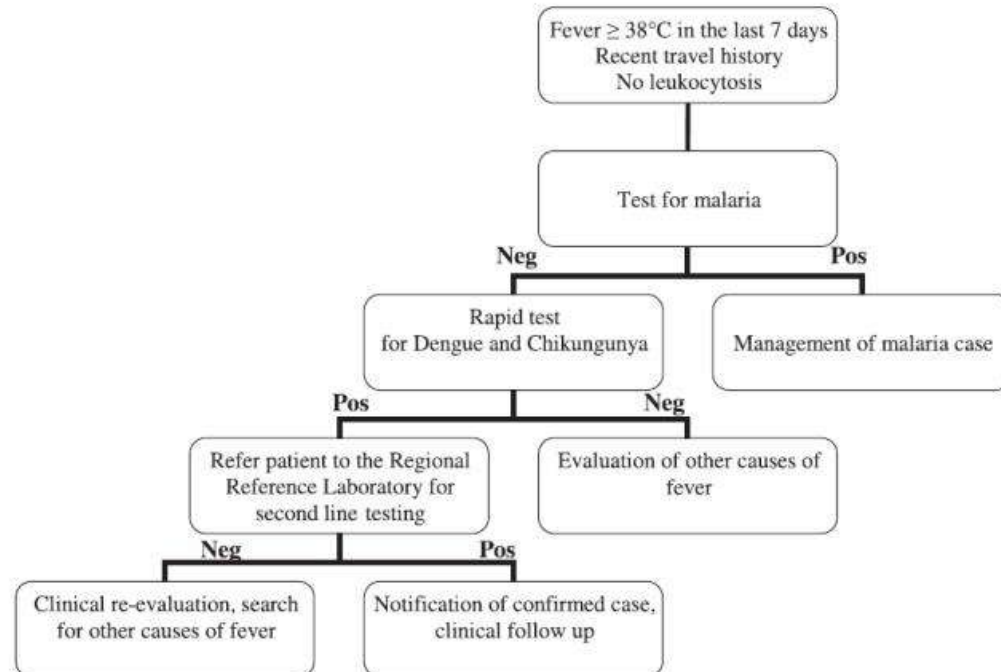 Fever ≥ 38°C in the last 7 days
Recent travel history
No leukocytosis
Test for malaria
Neg
Pos
Rapid test
for Dengue and Chikungunya
Management of malaria case
Pos
Neg
Refer patient to the Regional
Reference Laboratory for
second line testing
Evaluation of other causes of
fever
Neg
Pos
Clinical re-evaluation, search
for other causes of fever
Notification of confirmed case,
clinical follow up